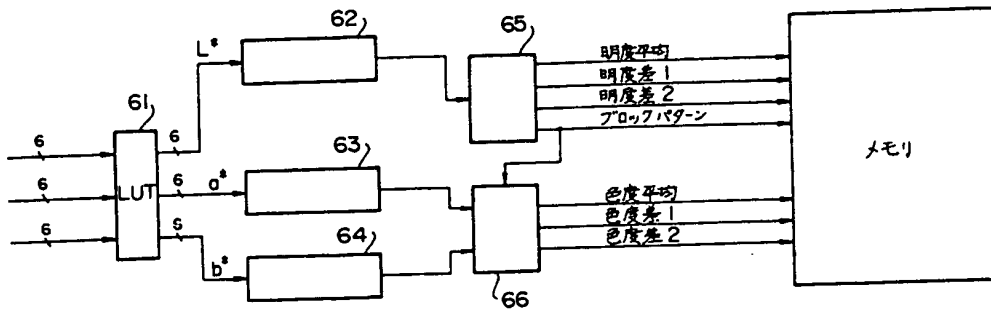 62
65
L*
明度平均
明度差1
明度差2
ブロックパターン
61
6
6
63
メモリ
LUT
6
6
a*
色度平均
色度差1
色度差2
6
6
64
b*
66